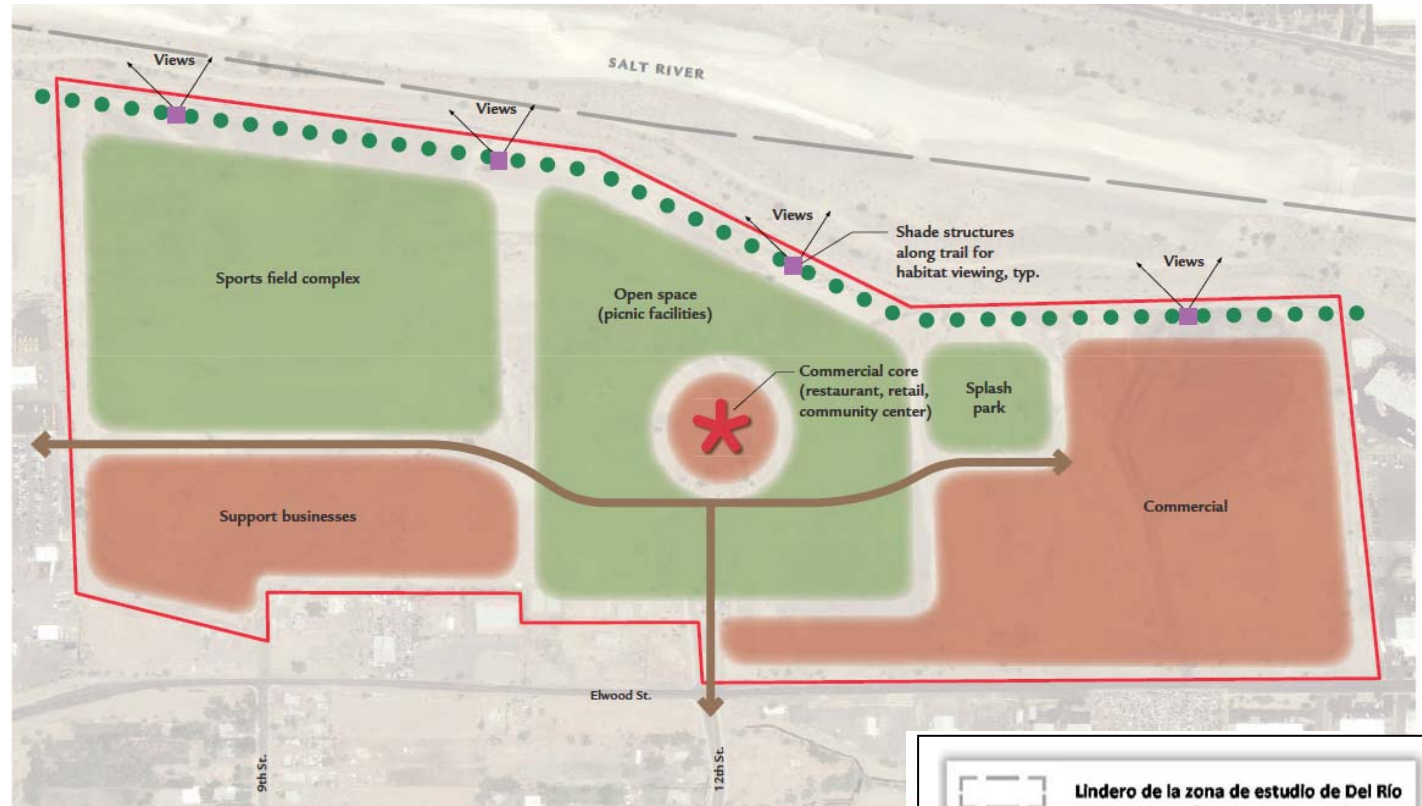 SALT RIVER
Views
Views
Views
Shade structures
along trail for
habitat viewing, typ.
Views
Sports field complex
Open space
(picnic facilities)
Commercial core
(restaurant, retail,
community center)
Splash
park
Support businesses
Commercial
Elwood St.
9th St.
12th St.
Lindero de la zona de estudio de Del Río